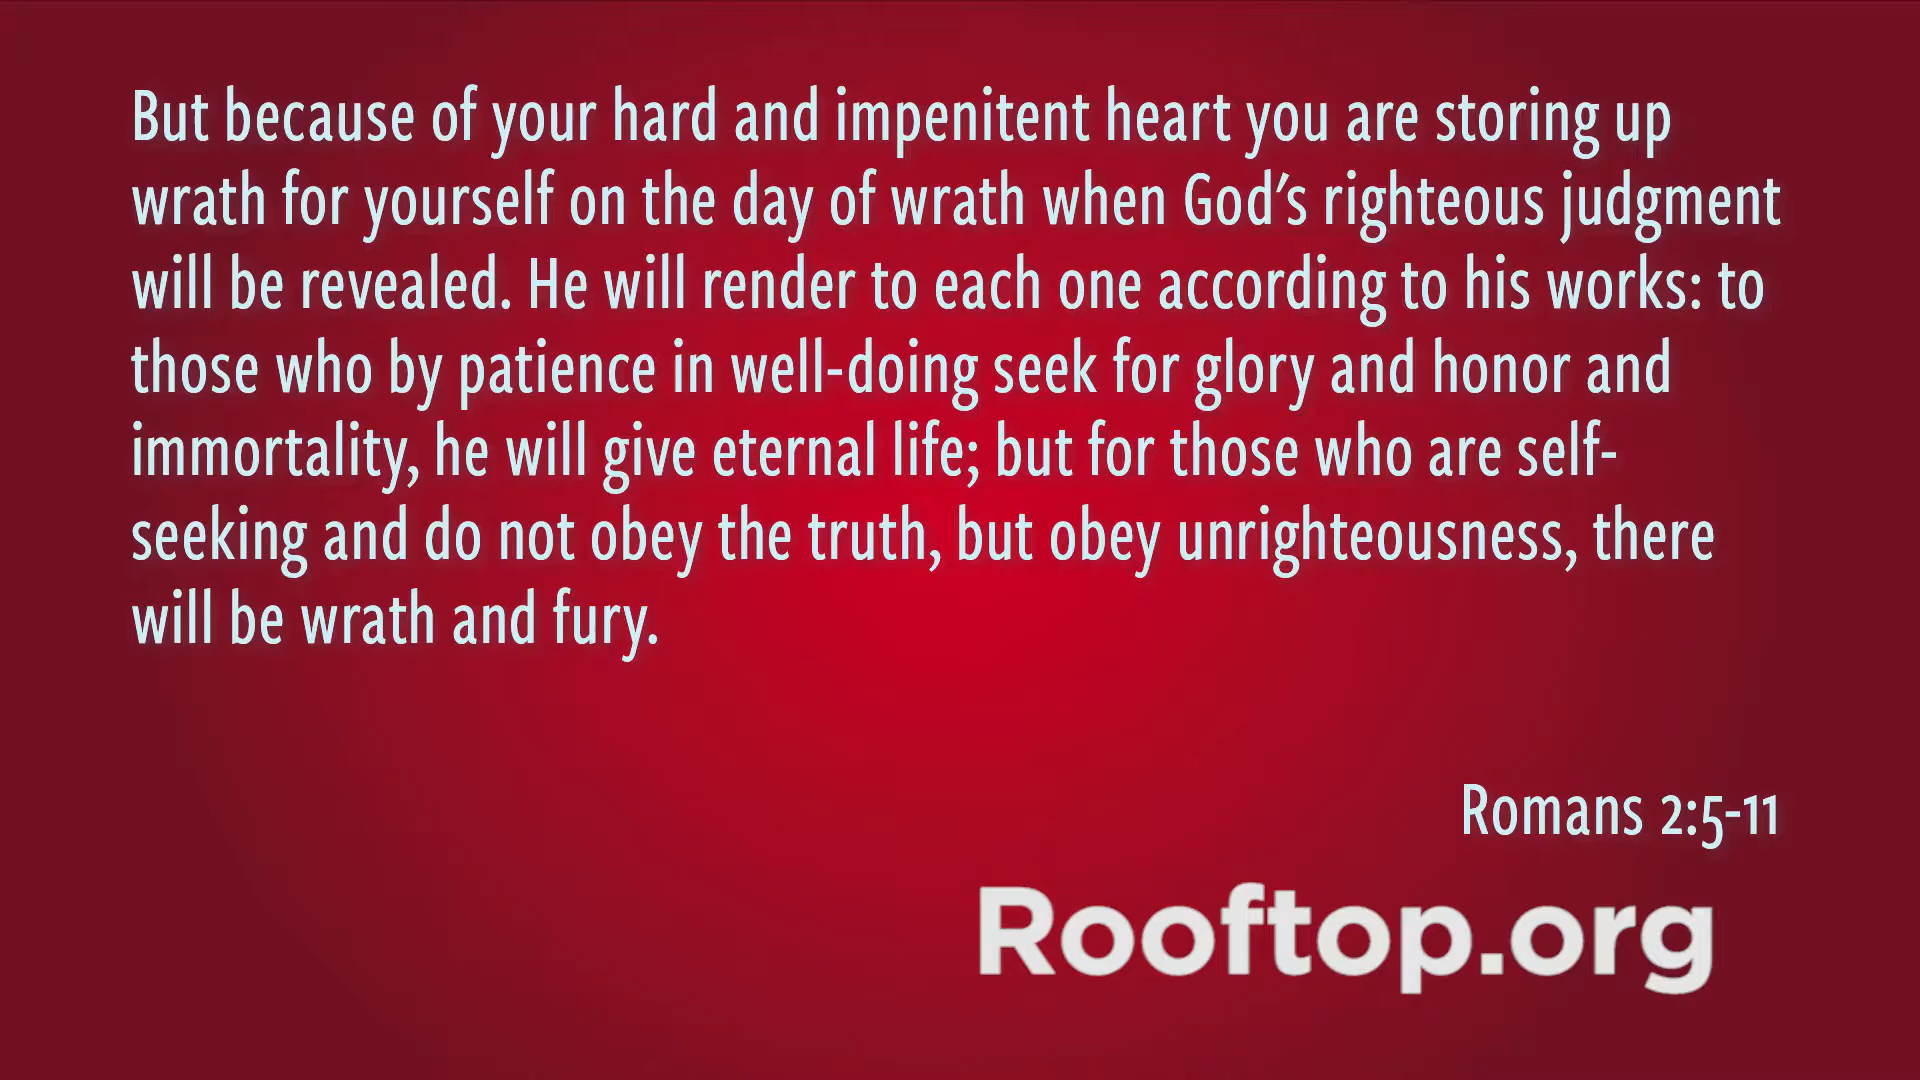 But because of your hard and impenitent heart you are storing up
wrath for yourself on the day of wrath when God's righteous judgment
will be revealed. He will render to each one according to his works: to
those who by patience in well-doing seek for glory and honor and
immortality, he will give eternal life; but for those who are self-
seeking and do not obey the truth, but obey unrighteousness, there
will be wrath and fury.
Romans 2:5-11
Rooftop.org